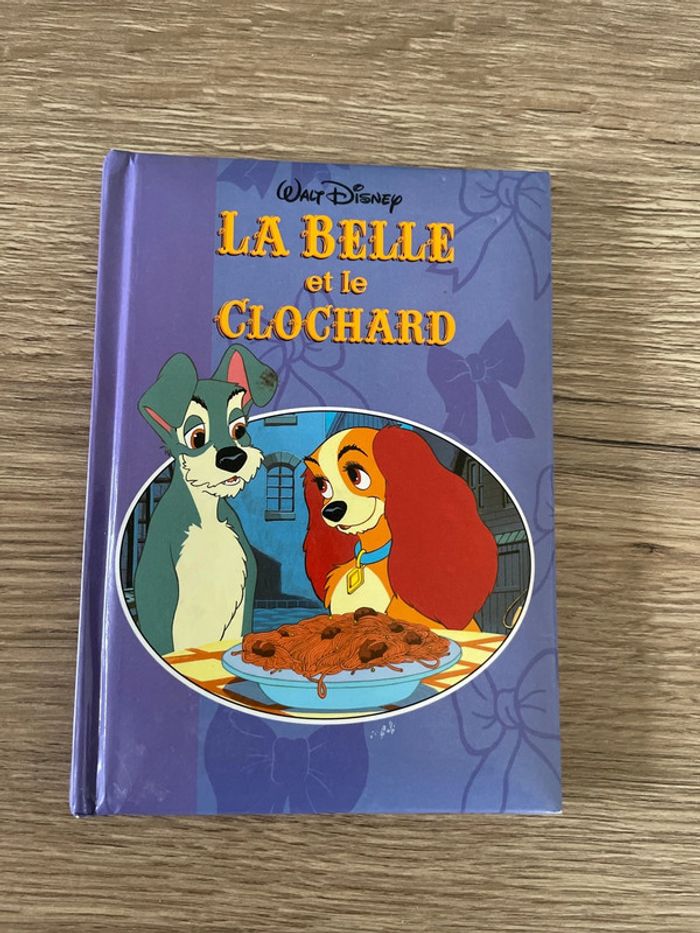 WALT DISNEY
LA BELLE
et le
CLOCHARD